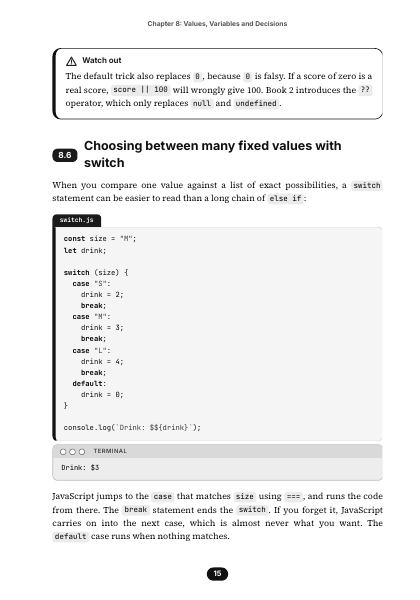 Chapter 8: Values, Variables and Decisions
Watch out
The default trick also replaces 0, because 0 is falsy. If a score of zero is a
real score, score || 100 will wrongly give 100. Book 2 introduces the ??
operator, which only replaces null and undefined.
8.6 Choosing between many fixed values with
switch
When you compare one value against a list of exact possibilities, a switch
statement can be easier to read than a long chain of else if:
switch.js
const size = "M";
let drink;
switch (size) {
  case "S":
    drink = 2;
    break;
  case "M":
    drink = 3;
    break;
  case "L":
    drink = 4;
    break;
  default:
    drink = 0;
}
console.log(`Drink: $${drink}`);
TERMINAL
Drink: $3
JavaScript jumps to the case that matches size using ===, and runs the code
from there. The break statement ends the switch. If you forget it, JavaScript
carries on into the next case, which is almost never what you want. The
default case runs when nothing matches.
15